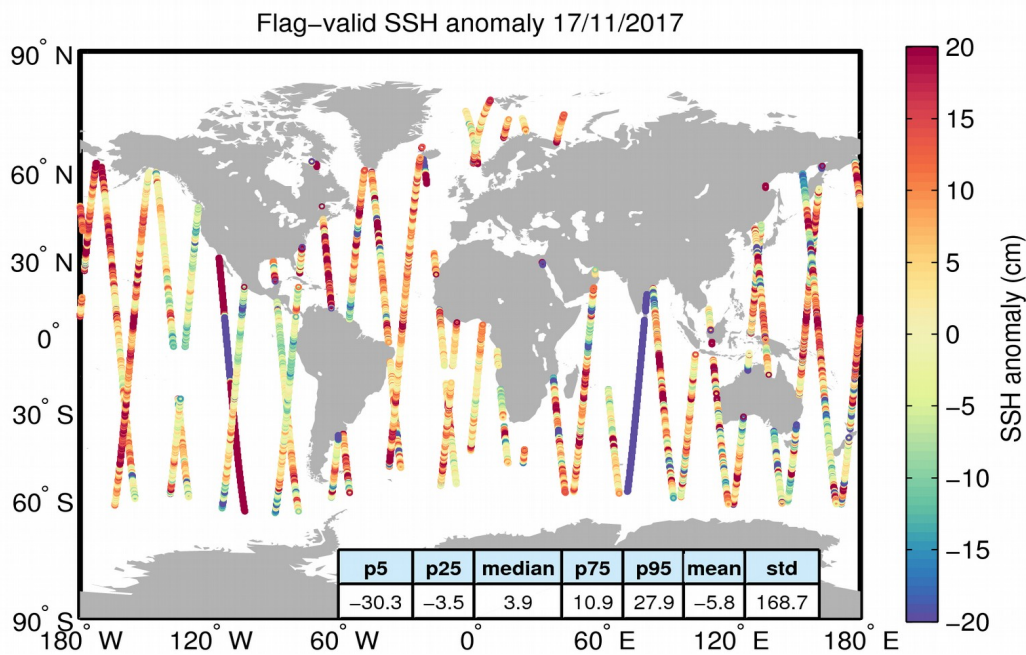 Flag−valid SSH anomaly 17/11/2017
90° N
60° N
30° N
0°
30° S
60° S
90° S
180° W
120° W
60° W
0°
60° E
120° E
180° E
p5 p25 median p75 p95 mean std
−30.3 −3.5 3.9 10.9 27.9 −5.8 168.7
20
15
10
5
0
−5
−10
−15
−20
SSH anomaly (cm)